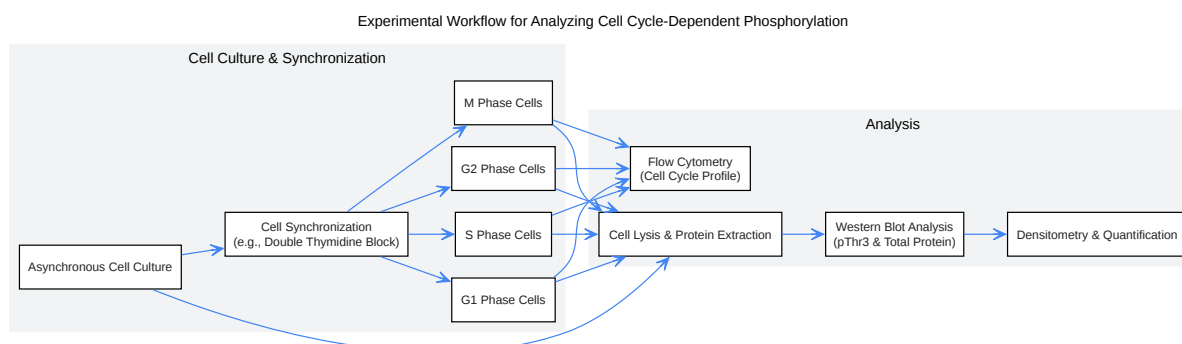 Experimental Workflow for Analyzing Cell Cycle-Dependent Phosphorylation
Cell Culture & Synchronization
M Phase Cells
Analysis
G2 Phase Cells
Flow Cytometry
(Cell Cycle Profile)
Cell Synchronization
(e.g., Double Thymidine Block)
S Phase Cells
Cell Lysis & Protein Extraction
Western Blot Analysis
(pThr3 & Total Protein)
Densitometry & Quantification
Asynchronous Cell Culture
G1 Phase Cells